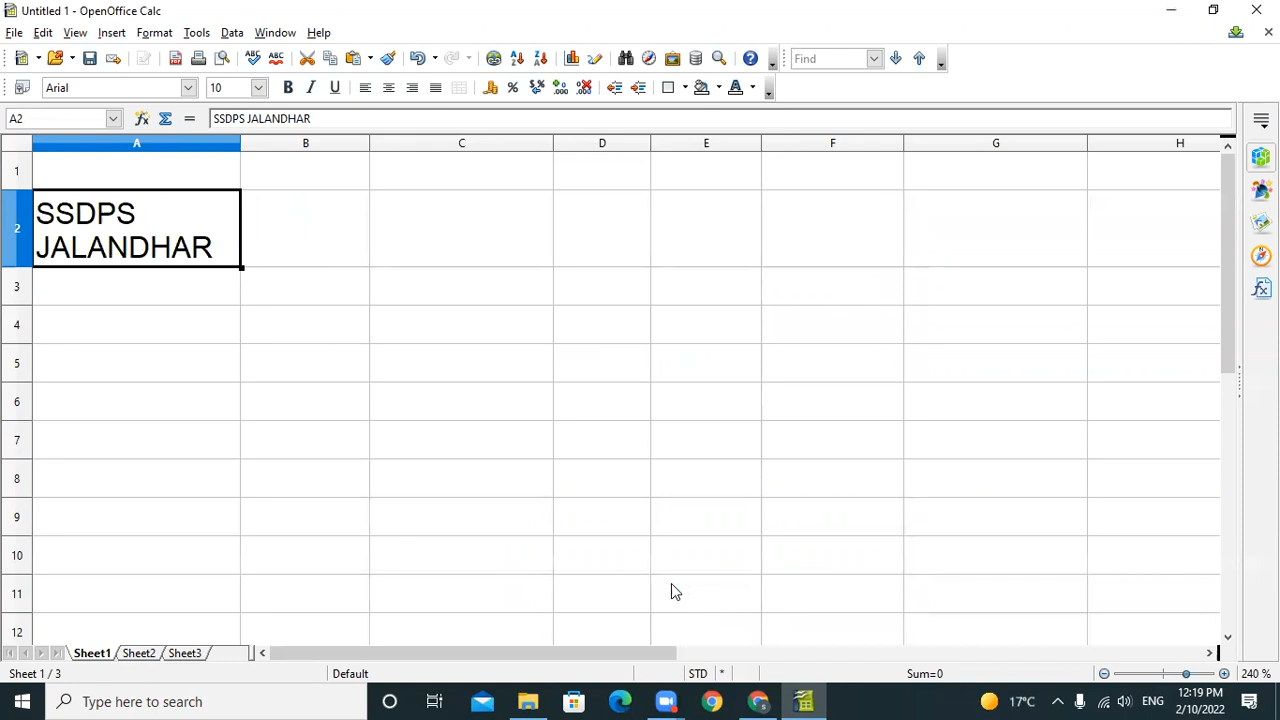 Untitled 1 - OpenOffice Calc
File Edit View Insert Format Tools Data Window Help
Find
Arial 10
A2 SSDPS JALANDHAR
A B C D E F G H
1
2
SSDPS
JALANDHAR
3
4
5
6
7
8
9
10
11
12
Sheet1 Sheet2 Sheet3
Sheet 1 / 3 Default STD * Sum=0 240 %
Type here to search 17°C ENG 12:19 PM
2/10/2022